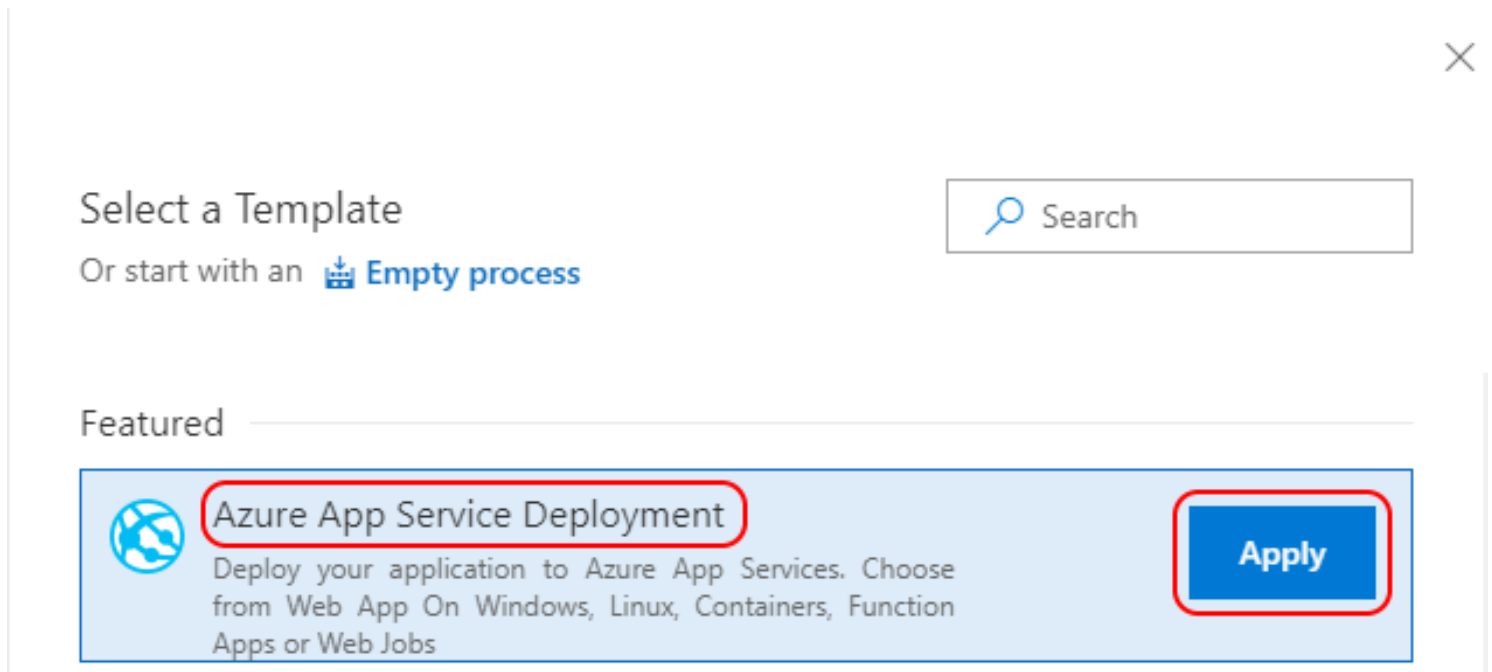 Select a Template
Search
Or start with an Empty process
Featured
Azure App Service Deployment
Apply
Deploy your application to Azure App Services. Choose
from Web App On Windows, Linux, Containers, Function
Apps or Web Jobs